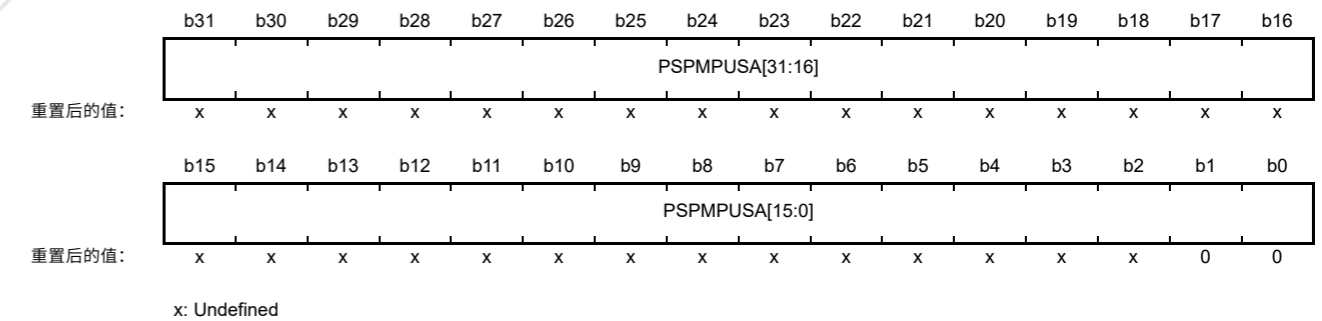 b31 b30 b29 b28 b27 b26 b25 b24 b23 b22 b21 b20 b19 b18 b17 b16
PSPMPUSA[31:16]
重置后的值： x x x x x x x x x x x x x x x x
b15 b14 b13 b12 b11 b10 b9 b8 b7 b6 b5 b4 b3 b2 b1 b0
PSPMPUSA[15:0]
重置后的值： x x x x x x x x x x x x x x 0 0
x: Undefined